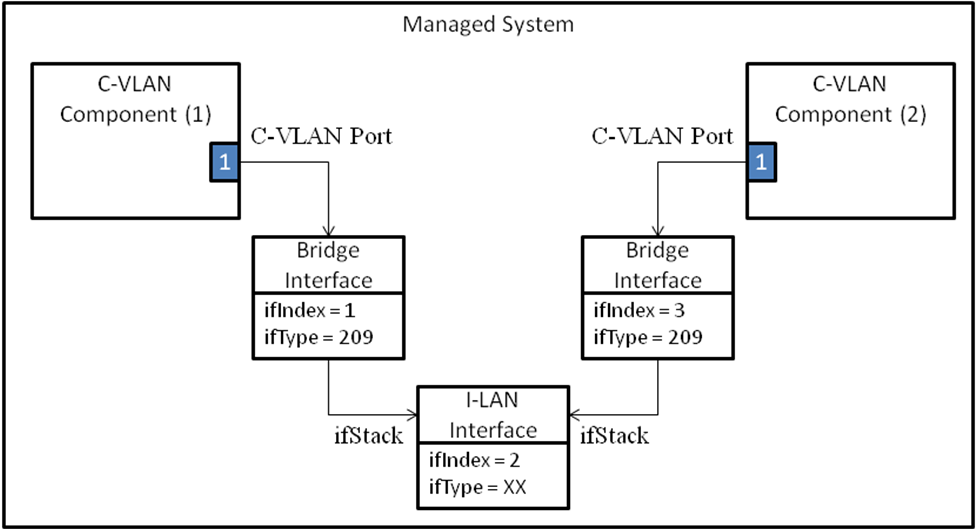 Managed System
C-VLAN
Component (1)
C-VLAN
Component (2)
C-VLAN Port
C-VLAN Port
1
1
Bridge
Interface
ifIndex = 1
ifType = 209
Bridge
Interface
ifIndex = 3
ifType = 209
I-LAN
Interface
ifIndex = 2
ifType = XX
ifStack
ifStack